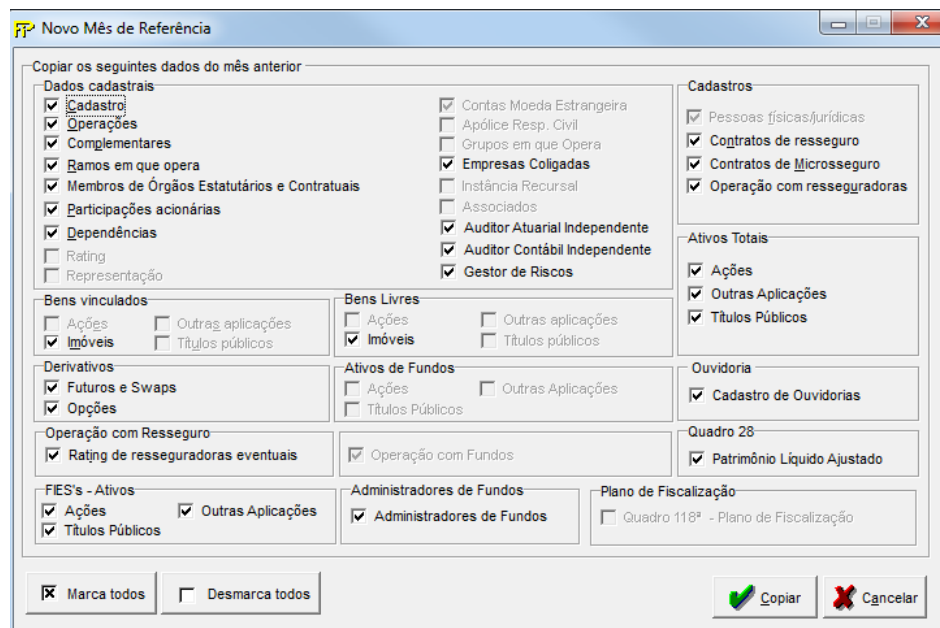 FIP Novo Mês de Referência
Copiar os seguintes dados do mês anterior
Dados cadastrais
Cadastro
Operações
Complementares
Ramos em que opera
Membros de Órgãos Estatutários e Contratuais
Participações acionárias
Dependências
Rating
Representação
Contas Moeda Estrangeira
Apólice Resp. Civil
Grupos em que Opera
Empresas Coligadas
Instância Recursal
Associados
Auditor Atuarial Independente
Auditor Contábil Independente
Gestor de Riscos
Cadastros
Pessoas físicas/jurídicas
Contratos de resseguro
Contratos de Microsseguro
Operação com resseguradoras
Ativos Totais
Ações
Outras Aplicações
Títulos Públicos
Bens vinculados
Ações
Outras aplicações
Imóveis
Títulos públicos
Bens Livres
Ações
Outras aplicações
Imóveis
Títulos públicos
Derivativos
Futuros e Swaps
Opções
Ativos de Fundos
Ações
Outras Aplicações
Títulos Públicos
Ouvidoria
Cadastro de Ouvidorias
Operação com Resseguro
Rating de resseguradoras eventuais
Operação com Fundos
Quadro 28
Patrimônio Líquido Ajustado
FIES's - Ativos
Ações
Outras Aplicações
Títulos Públicos
Administradores de Fundos
Administradores de Fundos
Plano de Fiscalização
Quadro 118ª - Plano de Fiscalização
Marca todos
Desmarca todos
Copiar
Cancelar